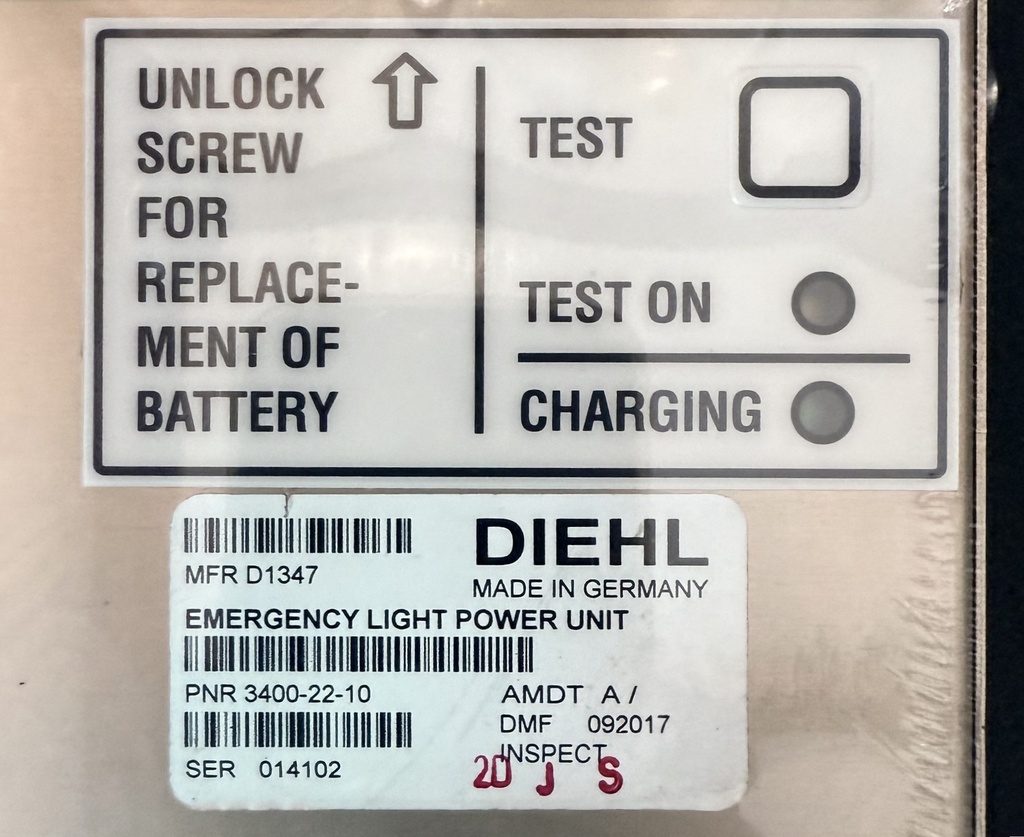 UNLOCK
SCREW
FOR
REPLACE-
MENT OF
BATTERY
TEST
TEST ON
CHARGING
DIEHL
MFR D1347
MADE IN GERMANY
EMERGENCY LIGHT POWER UNIT
PNR 3400-22-10
AMDT A /
DMF 092017
INSPECT
SER 014102
20 J S